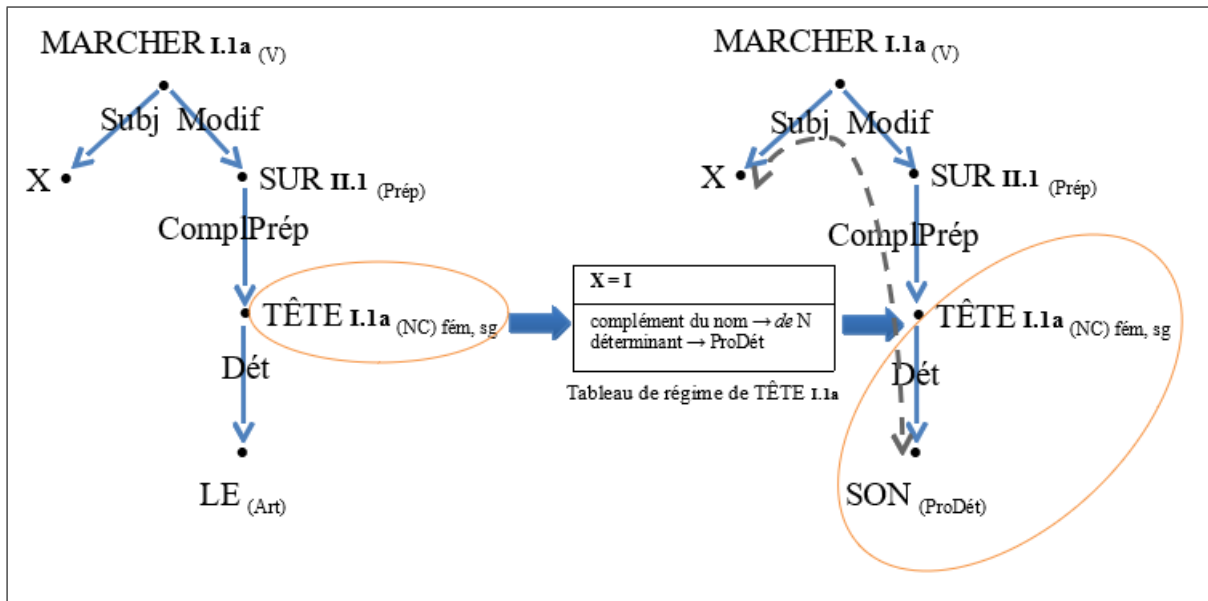 MARCHER I.1a (V)
Subj Modif
X
SUR II.1 (Prép)
ComplPrép
TÊTE I.1a (NC) fém, sg
Dét
LE (Art)
X = I
complément du nom → de N
déterminant → ProDét
Tableau de régime de TÊTE I.1a
MARCHER I.1a (V)
Subj Modif
X
SUR II.1 (Prép)
ComplPrép
TÊTE I.1a (NC) fém, sg
Dét
SON (ProDét)